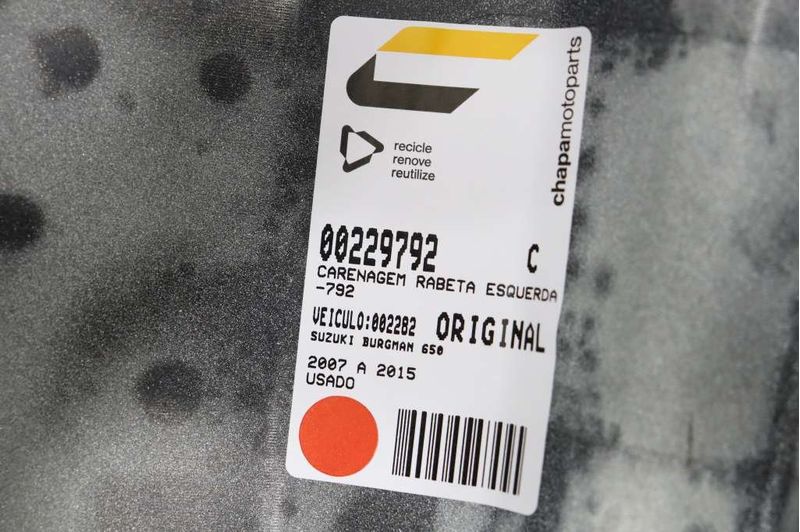 chapamotoparts
recicle
renove
reutilize
00229792 C
CARENAGEM RABETA ESQUERDA
-792
VEICULO:002282 ORIGINAL
SUZUKI BURGMAN 650
2007 A 2015
USADO